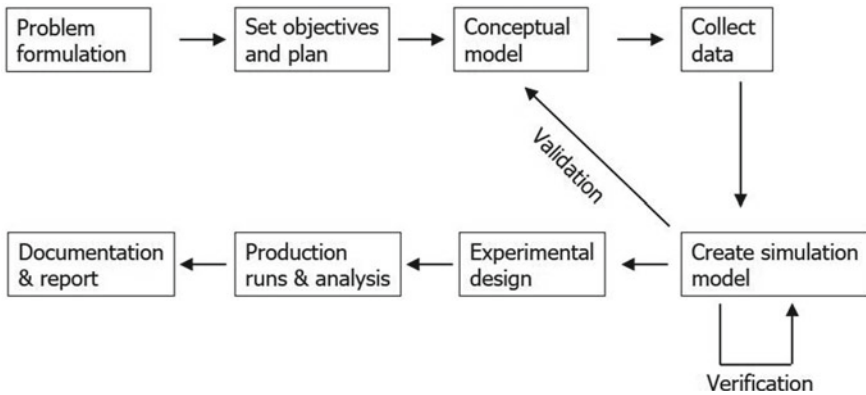 Problem
formulation
Set objectives
and plan
Conceptual
model
Collect
data
Validation
Documentation
& report
Production
runs & analysis
Experimental
design
Create simulation
model
Verification